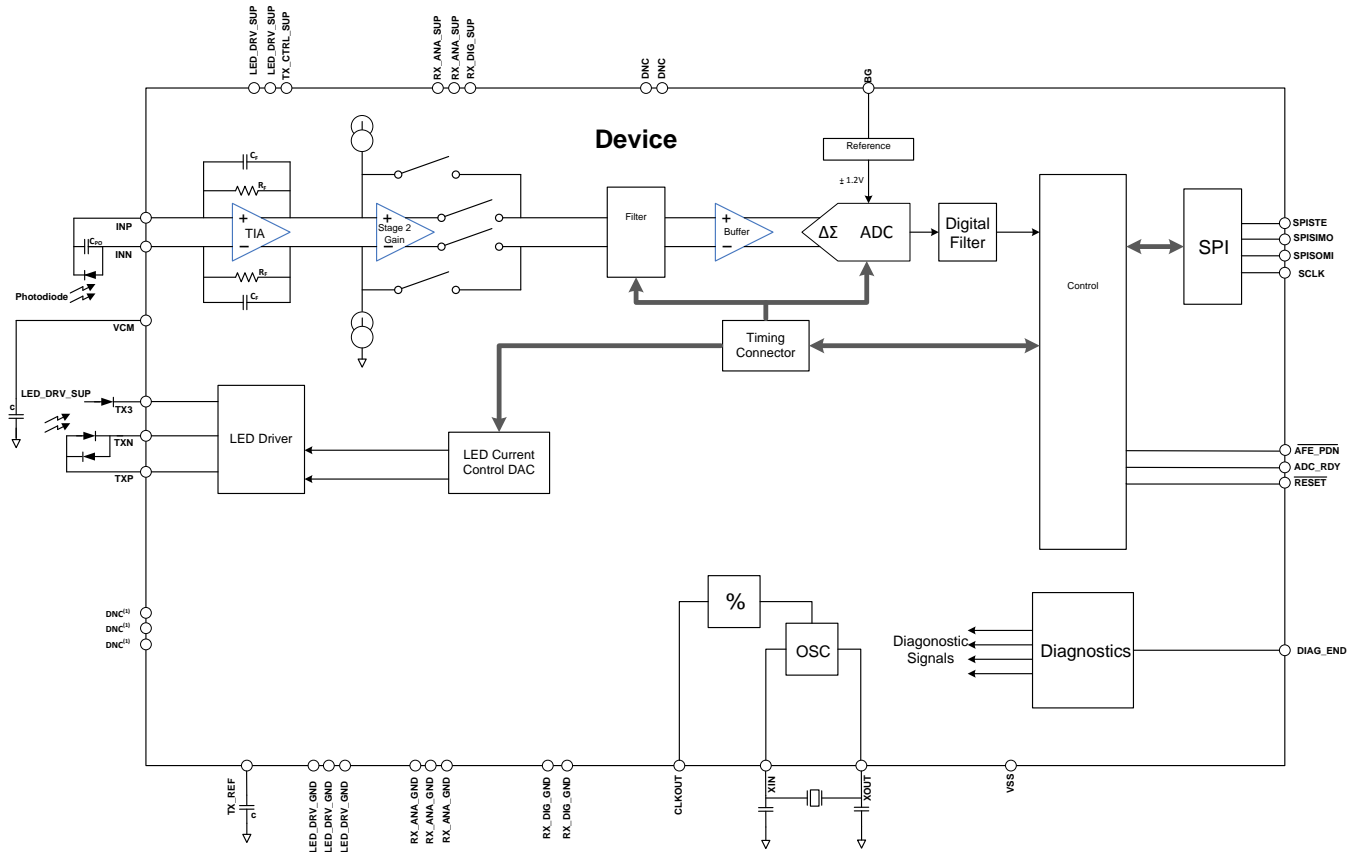 LED_DRV_SUP
LED_DRV_SUP
TX_CTRL_SUP
RX_ANA_SUP
RX_ANA_SUP
RX_DIG_SUP
DNC
DNC
BG
Device
Reference
± 1.2V
CF
RF
INP
INN
CPD
Photodiode
TIA
RF
CF
Stage 2
Gain
Filter
Buffer
ΔΣ ADC
Digital
Filter
Control
SPI
SPISTE
SPISIMO
SPISOMI
SCLK
VCM
C
Timing
Connector
LED_DRV_SUP
TX3
TXN
TXP
LED Driver
LED Current
Control DAC
AFE_PDN
ADC_RDY
RESET
DNC(1)
DNC(1)
DNC(1)
%
OSC
Diagonostic
Signals
Diagnostics
DIAG_END
TX_REF
C
LED_DRV_GND
LED_DRV_GND
LED_DRV_GND
RX_ANA_GND
RX_ANA_GND
RX_ANA_GND
RX_DIG_GND
RX_DIG_GND
CLKOUT
XIN
XOUT
VSS